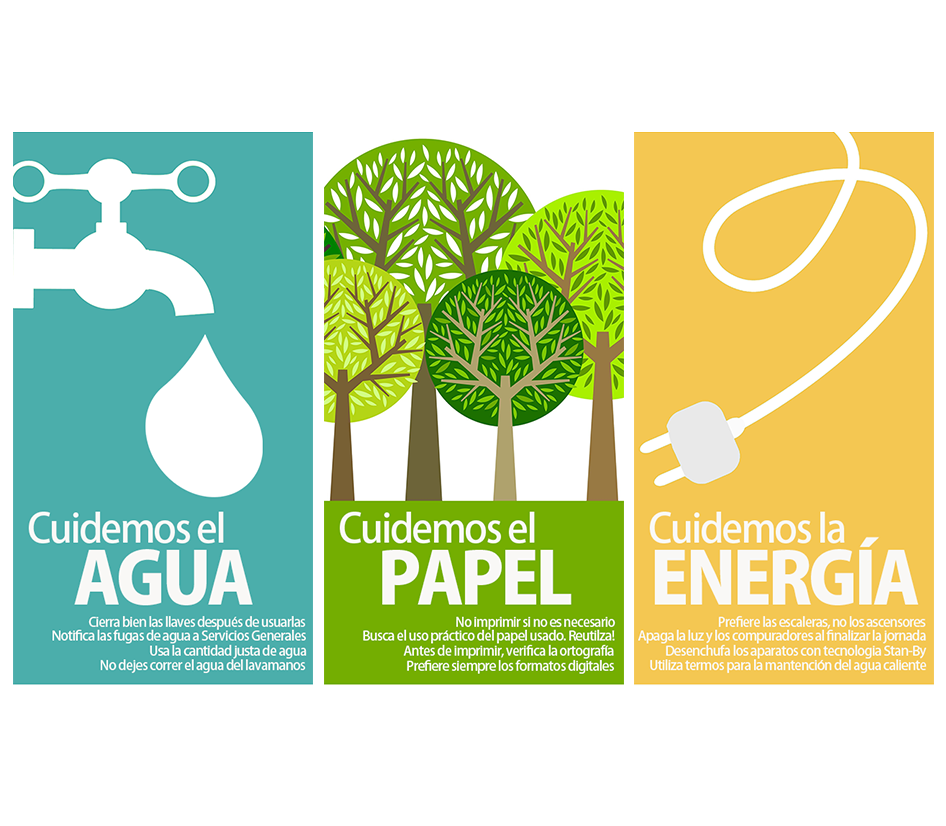 Cuidemos el
AGUA
Cierra bien las llaves después de usuarlas
Notifica las fugas de agua a Servicios Generales
Usa la cantidad justa de agua
No dejes correr el agua del lavamanos
Cuidemos el
PAPEL
No imprimir si no es necesario
Busca el uso práctico del papel usado. Reutilza!
Antes de imprimir, verifica la ortografía
Prefiere siempre los formatos digitales
Cuidemos la
ENERGÍA
Prefiere las escaleras, no los ascensores
Apaga la luz y los compuradores al finalizar la jornada
Desenchufa los aparatos con tecnologia Stan-By
Utiliza termos para la mantención del agua caliente